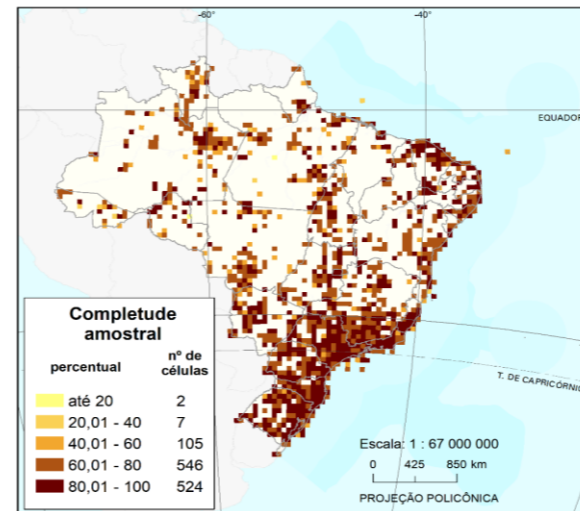 -60°
-40°
EQUADOR
T. DE CAPRICÓRNIO
Completude
amostral
percentual nº de
células
até 20 2
20,01 - 40 7
40,01 - 60 105
60,01 - 80 546
80,01 - 100 524
Escala: 1 : 67 000 000
0 425 850 km
PROJEÇÃO POLICÔNICA